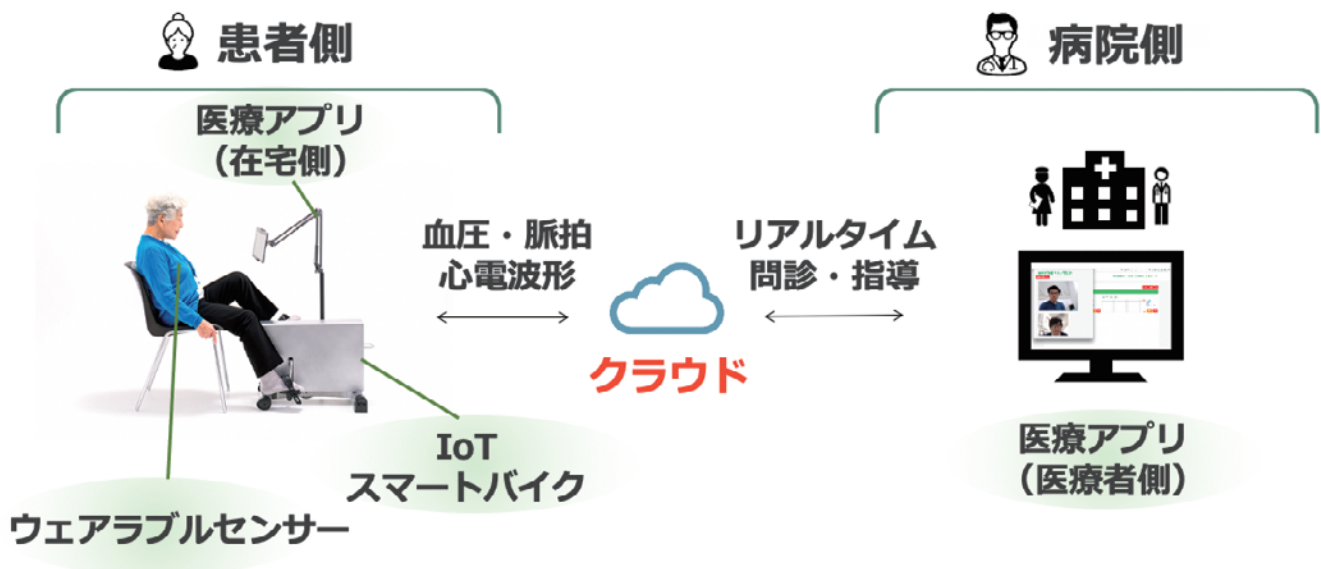 患者側
病院側
医療アプリ
（在宅側）
血圧・脈拍
心電波形
リアルタイム
問診・指導
クラウド
IoT
スマートバイク
ウェアラブルセンサー
医療アプリ
（医療者側）